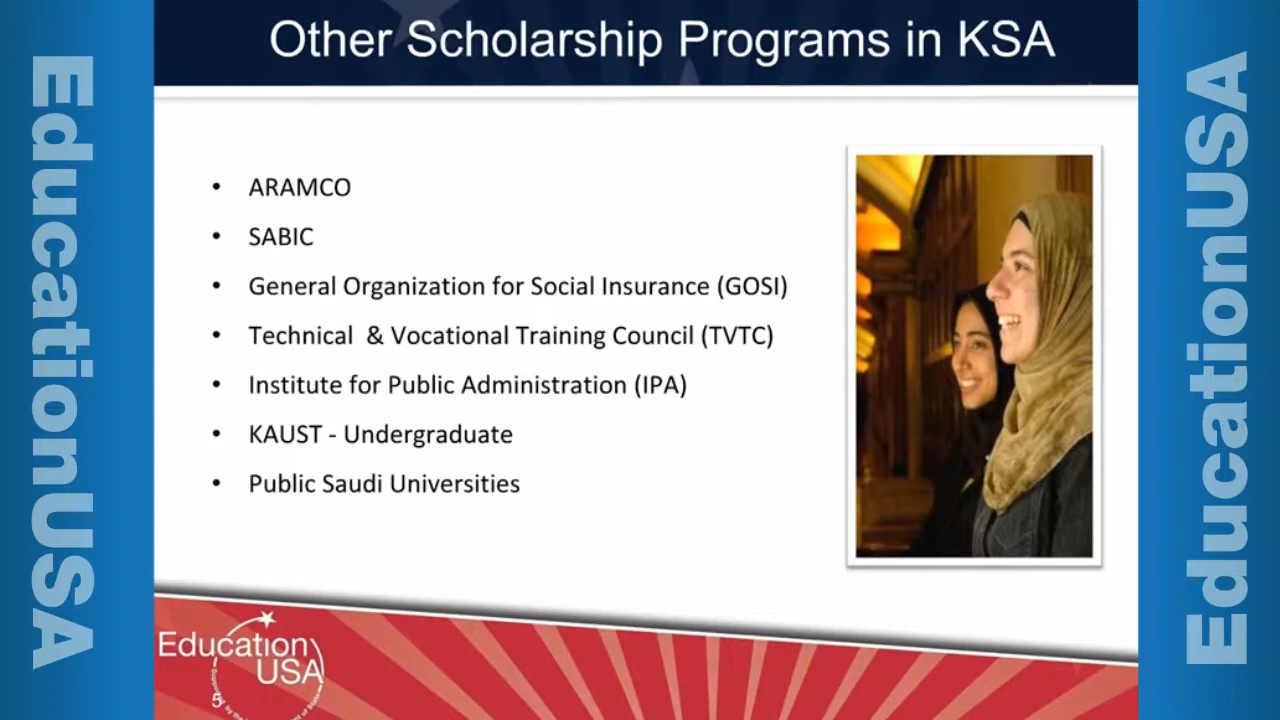 Other Scholarship Programs in KSA
EducationUSA
• ARAMCO
• SABIC
• General Organization for Social Insurance (GOSI)
• Technical & Vocational Training Council (TVTC)
• Institute for Public Administration (IPA)
• KAUST - Undergraduate
• Public Saudi Universities
EducationUSA
Education
USA
5